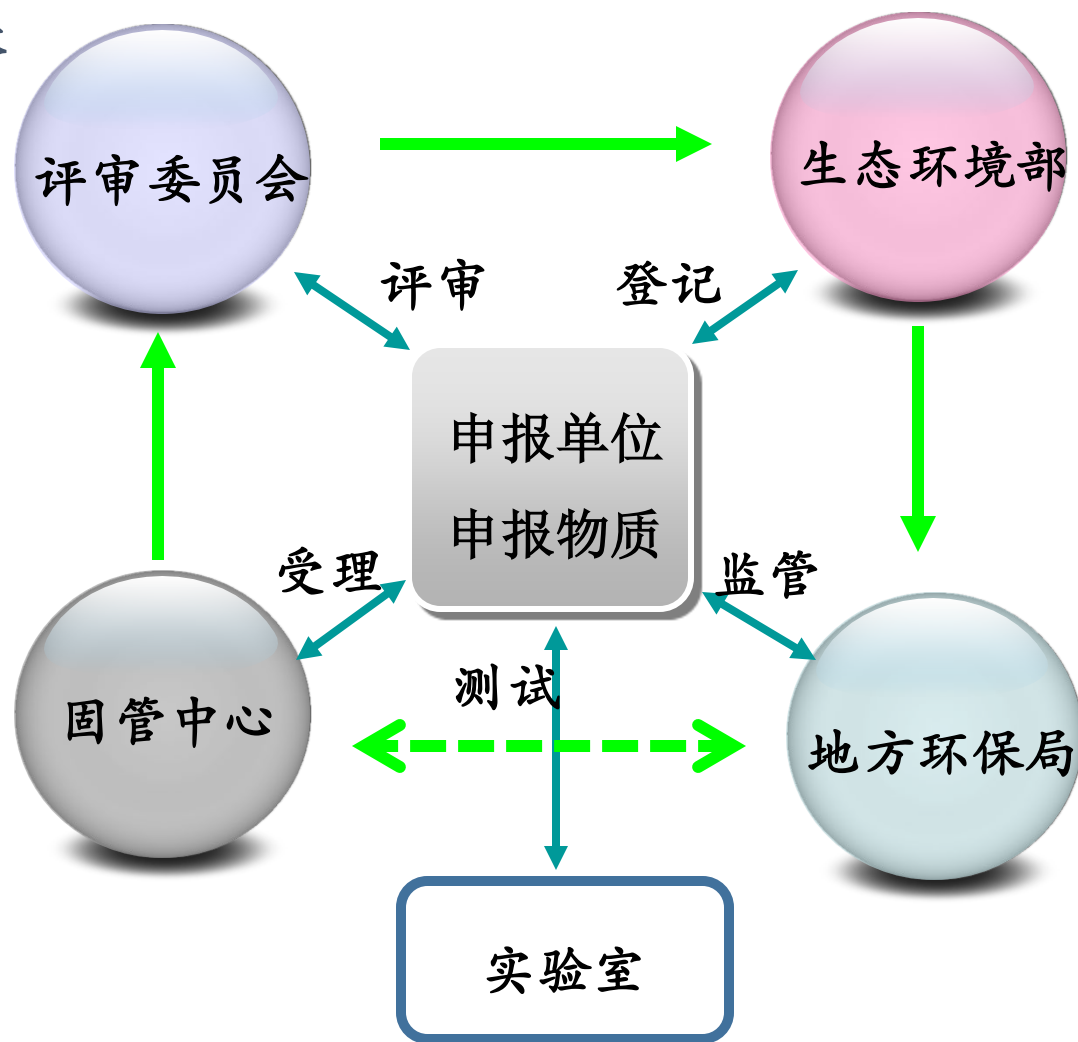 评审委员会
生态环境部
评审
登记
申报单位
申报物质
受理
监管
测试
固管中心
地方环保局
实验室